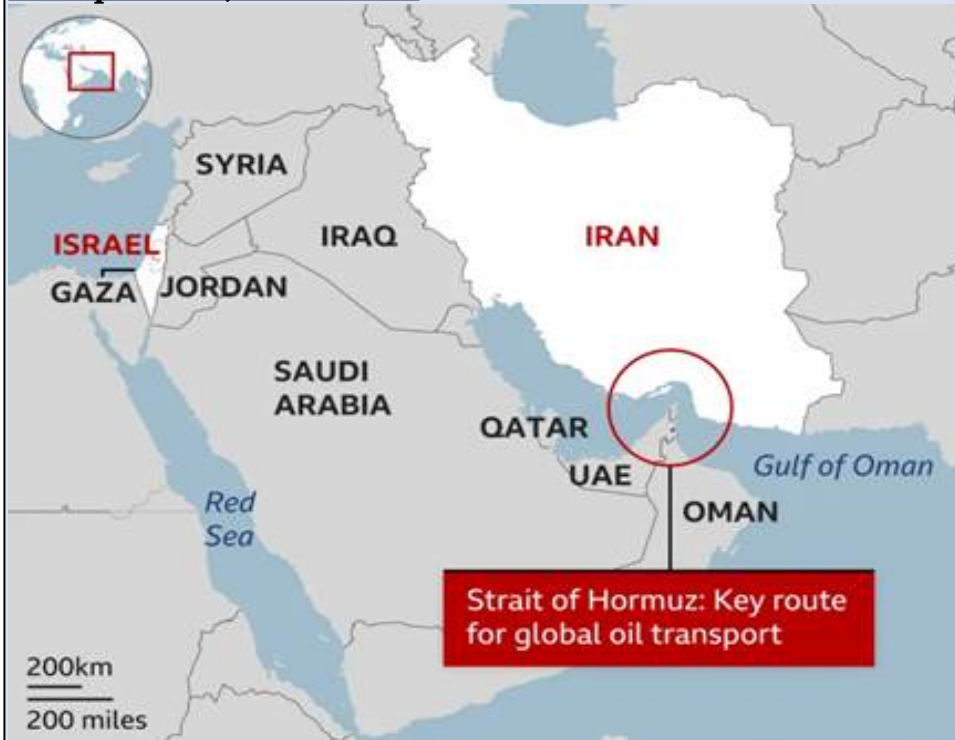 SYRIA
ISRAEL
IRAQ
IRAN
GAZA
JORDAN
SAUDI
ARABIA
QATAR
UAE
Gulf of Oman
Red
Sea
OMAN
Strait of Hormuz: Key route
for global oil transport
200km
200 miles